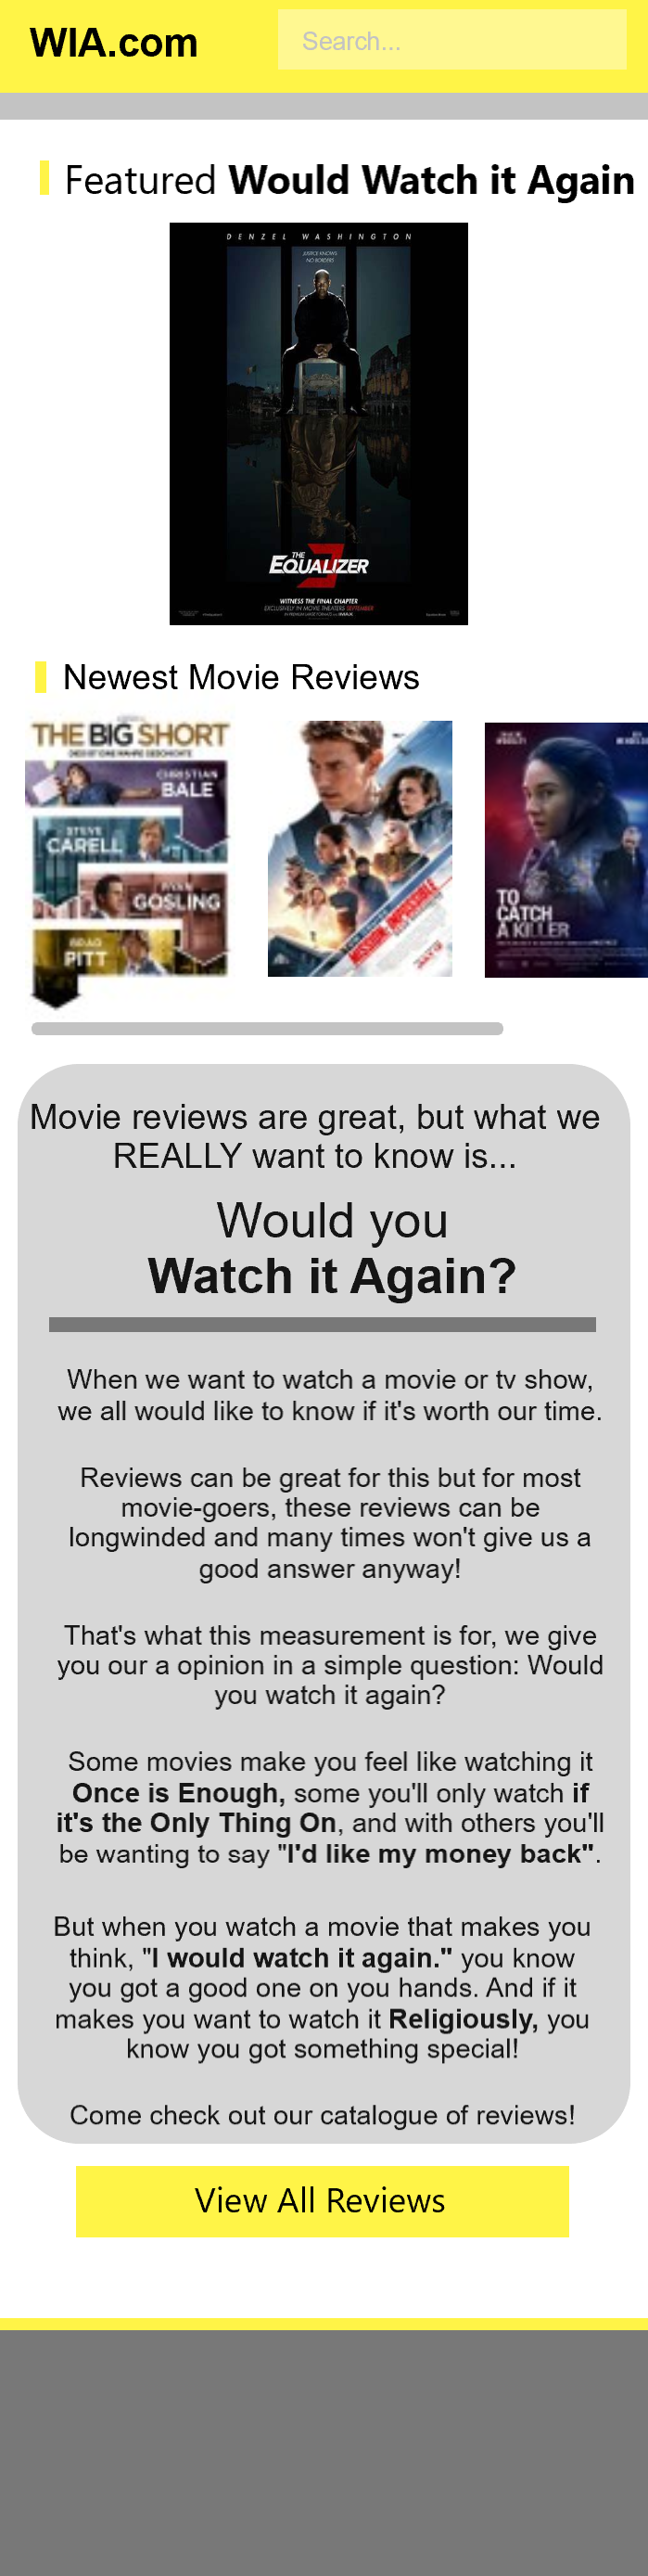 WIA.com
Search...
Featured Would Watch it Again
DENZEL WASHINGTON
JUSTICE KNOWS
NO BORDERS
THE
EQUALIZER
3
WITNESS THE FINAL CHAPTER
EXCLUSIVELY IN MOVIE THEATERS SEPTEMBER
Newest Movie Reviews
THE BIG SHORT
CHRISTIAN
BALE
STEVE
CARELL
RYAN
GOSLING
BRAD
PITT
MISSION: IMPOSSIBLE
TO
CATCH
A KILLER
Movie reviews are great, but what we
REALLY want to know is...
Would you
Watch it Again?
When we want to watch a movie or tv show,
we all would like to know if it's worth our time.
Reviews can be great for this but for most
movie-goers, these reviews can be
longwinded and many times won't give us a
good answer anyway!
That's what this measurement is for, we give
you our a opinion in a simple question: Would
you watch it again?
Some movies make you feel like watching it
Once is Enough, some you'll only watch if
it's the Only Thing On, and with others you'll
be wanting to say "I'd like my money back".
But when you watch a movie that makes you
think, "I would watch it again." you know
you got a good one on you hands. And if it
makes you want to watch it Religiously, you
know you got something special!
Come check out our catalogue of reviews!
View All Reviews